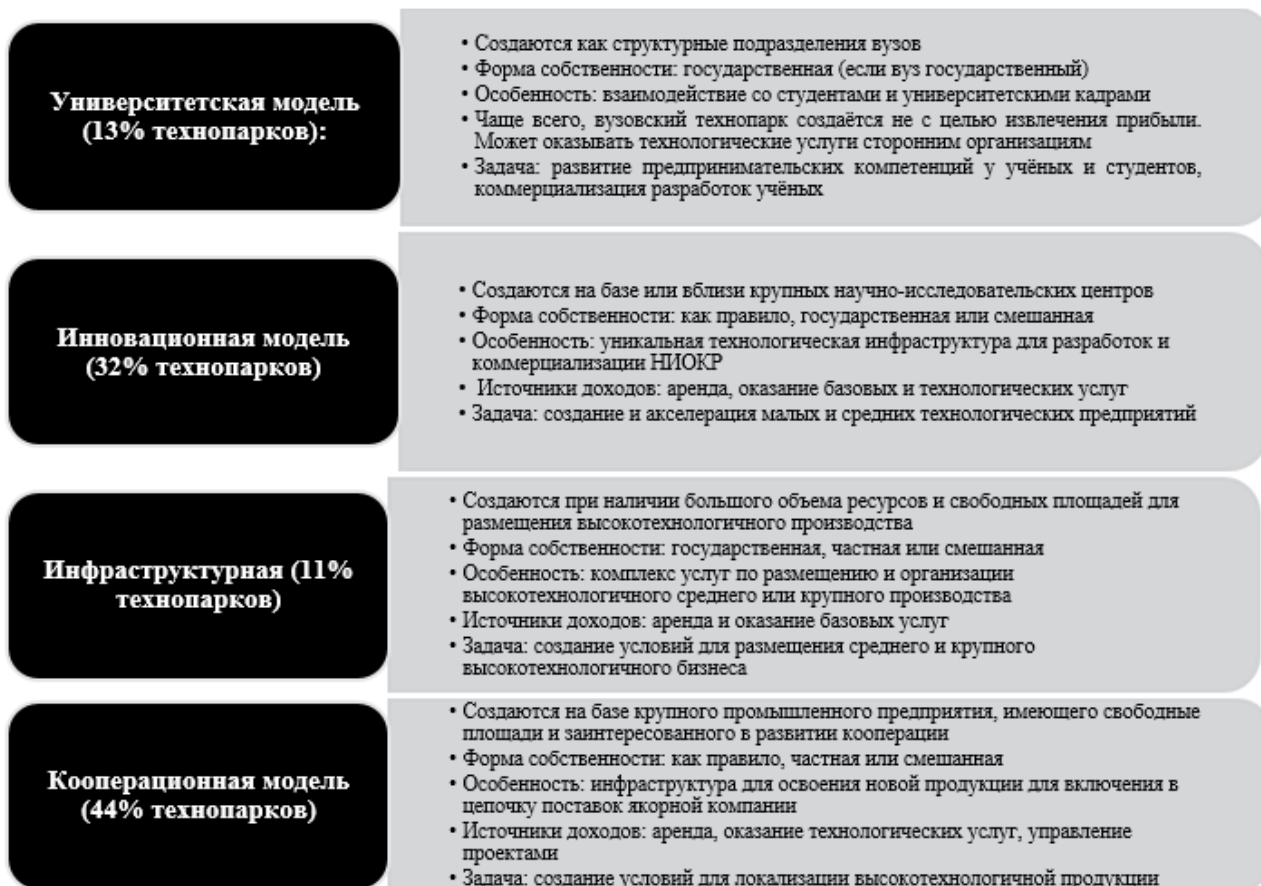 Университетская модель
(13% технопарков):
• Создаются как структурные подразделения вузов
• Форма собственности: государственная (если вуз государственный)
• Особенность: взаимодействие со студентами и университетскими кадрами
• Чаще всего, вузовский технопарк создаётся не с целью извлечения прибыли.
Может оказывать технологические услуги сторонним организациям
• Задача: развитие предпринимательских компетенций у учёных и студентов,
коммерциализация разработок учёных
Инновационная модель
(32% технопарков)
• Создаются на базе или вблизи крупных научно-исследовательских центров
• Форма собственности: как правило, государственная или смешанная
• Особенность: уникальная технологическая инфраструктура для разработок и
коммерциализации НИОКР
• Источники доходов: аренда, оказание базовых и технологических услуг
• Задача: создание и акселерация малых и средних технологических предприятий
Инфраструктурная (11%
технопарков)
• Создаются при наличии большого объема ресурсов и свободных площадей для
размещения высокотехнологичного производства
• Форма собственности: государственная, частная или смешанная
• Особенность: комплекс услуг по размещению и организации
высокотехнологичного среднего или крупного производства
• Источники доходов: аренда и оказание базовых услуг
• Задача: создание условий для размещения среднего и крупного
высокотехнологичного бизнеса
Кооперационная модель
(44% технопарков)
• Создаются на базе крупного промышленного предприятия, имеющего свободные
площади и заинтересованного в развитии кооперации
• Форма собственности: как правило, частная или смешанная
• Особенность: инфраструктура для освоения новой продукции для включения в
цепочку поставок якорной компании
• Источники доходов: аренда, оказание технологических услуг, управление
проектами
• Задача: создание условий для локализации высокотехнологичной продукции